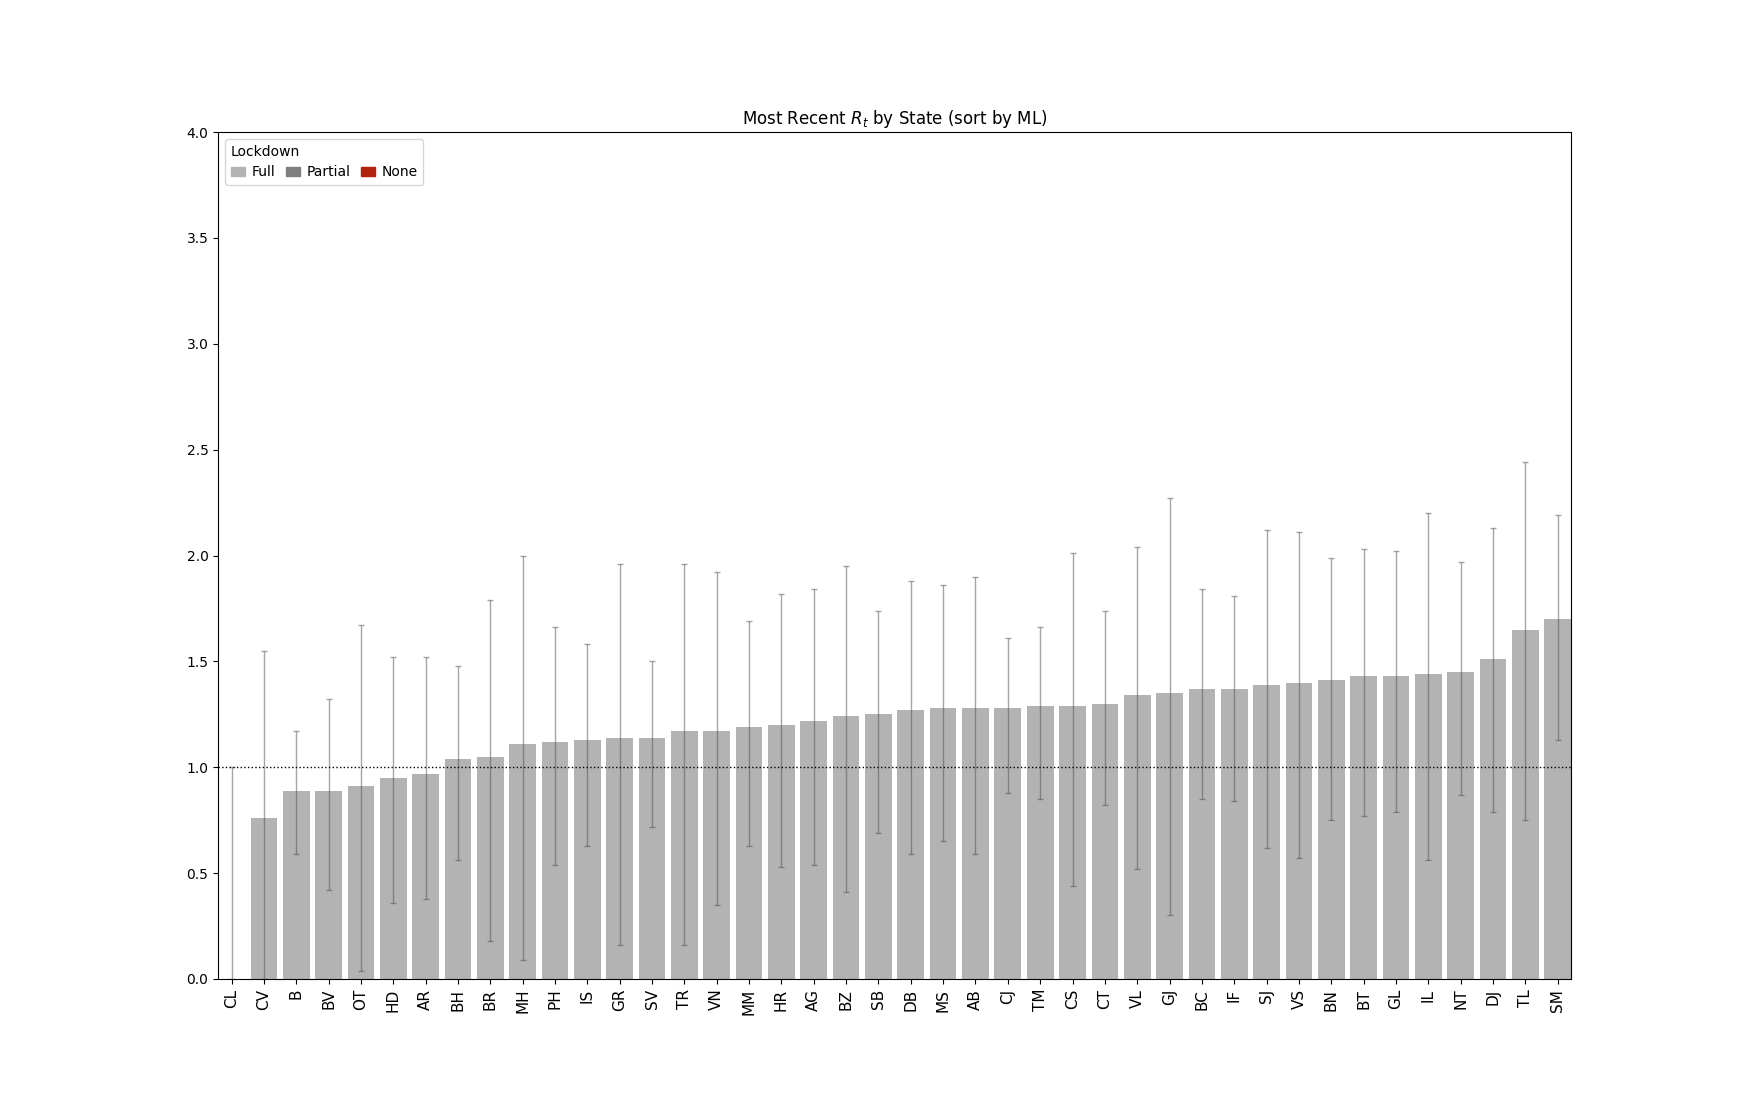 Most Recent Rt by State (sort by ML)
4.0
Lockdown
Full Partial None
3.5
3.0
2.5
2.0
1.5
1.0
0.5
0.0
CL CV B BV OT HD AR BH BR MH PH IS GR SV TR VN MM HR AG BZ SB DB MS AB CJ TM CS CT VL GJ BC IF SJ VS BN BT GL IL NT DJ TL SM